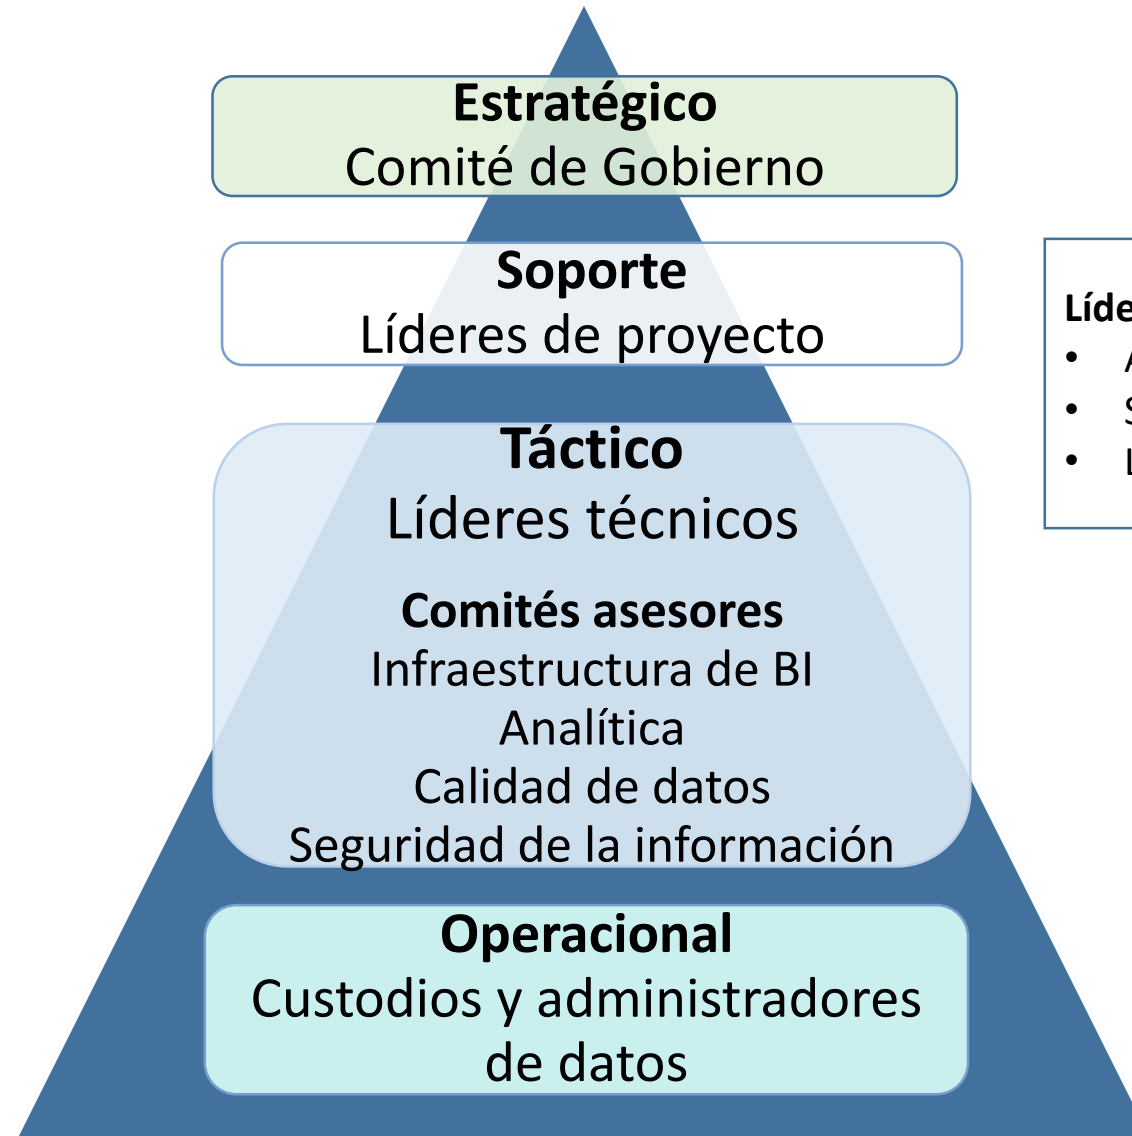 Estratégico
Comité de Gobierno
Soporte
Líderes de proyecto
Táctico
Líderes técnicos
Comités asesores
Infraestructura de BI
Analítica
Calidad de datos
Seguridad de la información
Operacional
Custodios y administradores
de datos